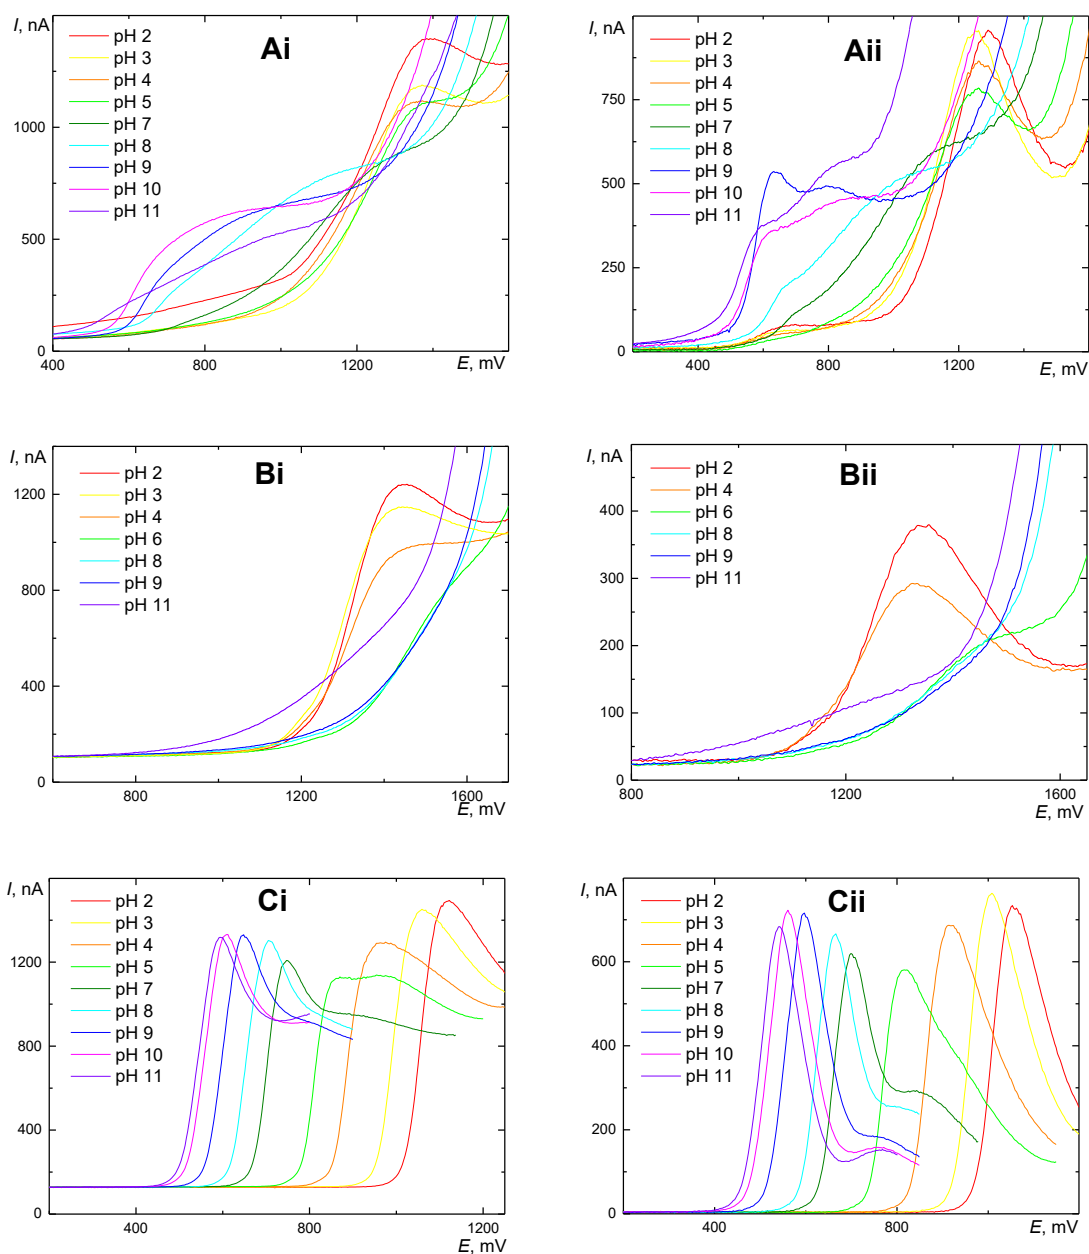 I, nA
Ai
pH 2
pH 3
pH 4
pH 5
pH 7
pH 8
pH 9
pH 10
pH 11
1000
500
0
400
800
1200
E, mV
I, nA
Aii
pH 2
pH 3
pH 4
pH 5
pH 7
pH 8
pH 9
pH 10
pH 11
750
500
250
0
400
800
1200
E, mV
I, nA
Bi
pH 2
pH 3
pH 4
pH 6
pH 8
pH 9
pH 11
1200
800
400
0
800
1200
1600
E, mV
I, nA
Bii
pH 2
pH 4
pH 6
pH 8
pH 9
pH 11
400
300
200
100
0
800
1200
1600
E, mV
I, nA
Ci
pH 2
pH 3
pH 4
pH 5
pH 7
pH 8
pH 9
pH 10
pH 11
1200
800
400
0
400
800
1200
E, mV
I, nA
Cii
pH 2
pH 3
pH 4
pH 5
pH 7
pH 8
pH 9
pH 10
pH 11
600
400
200
0
400
800
E, mV